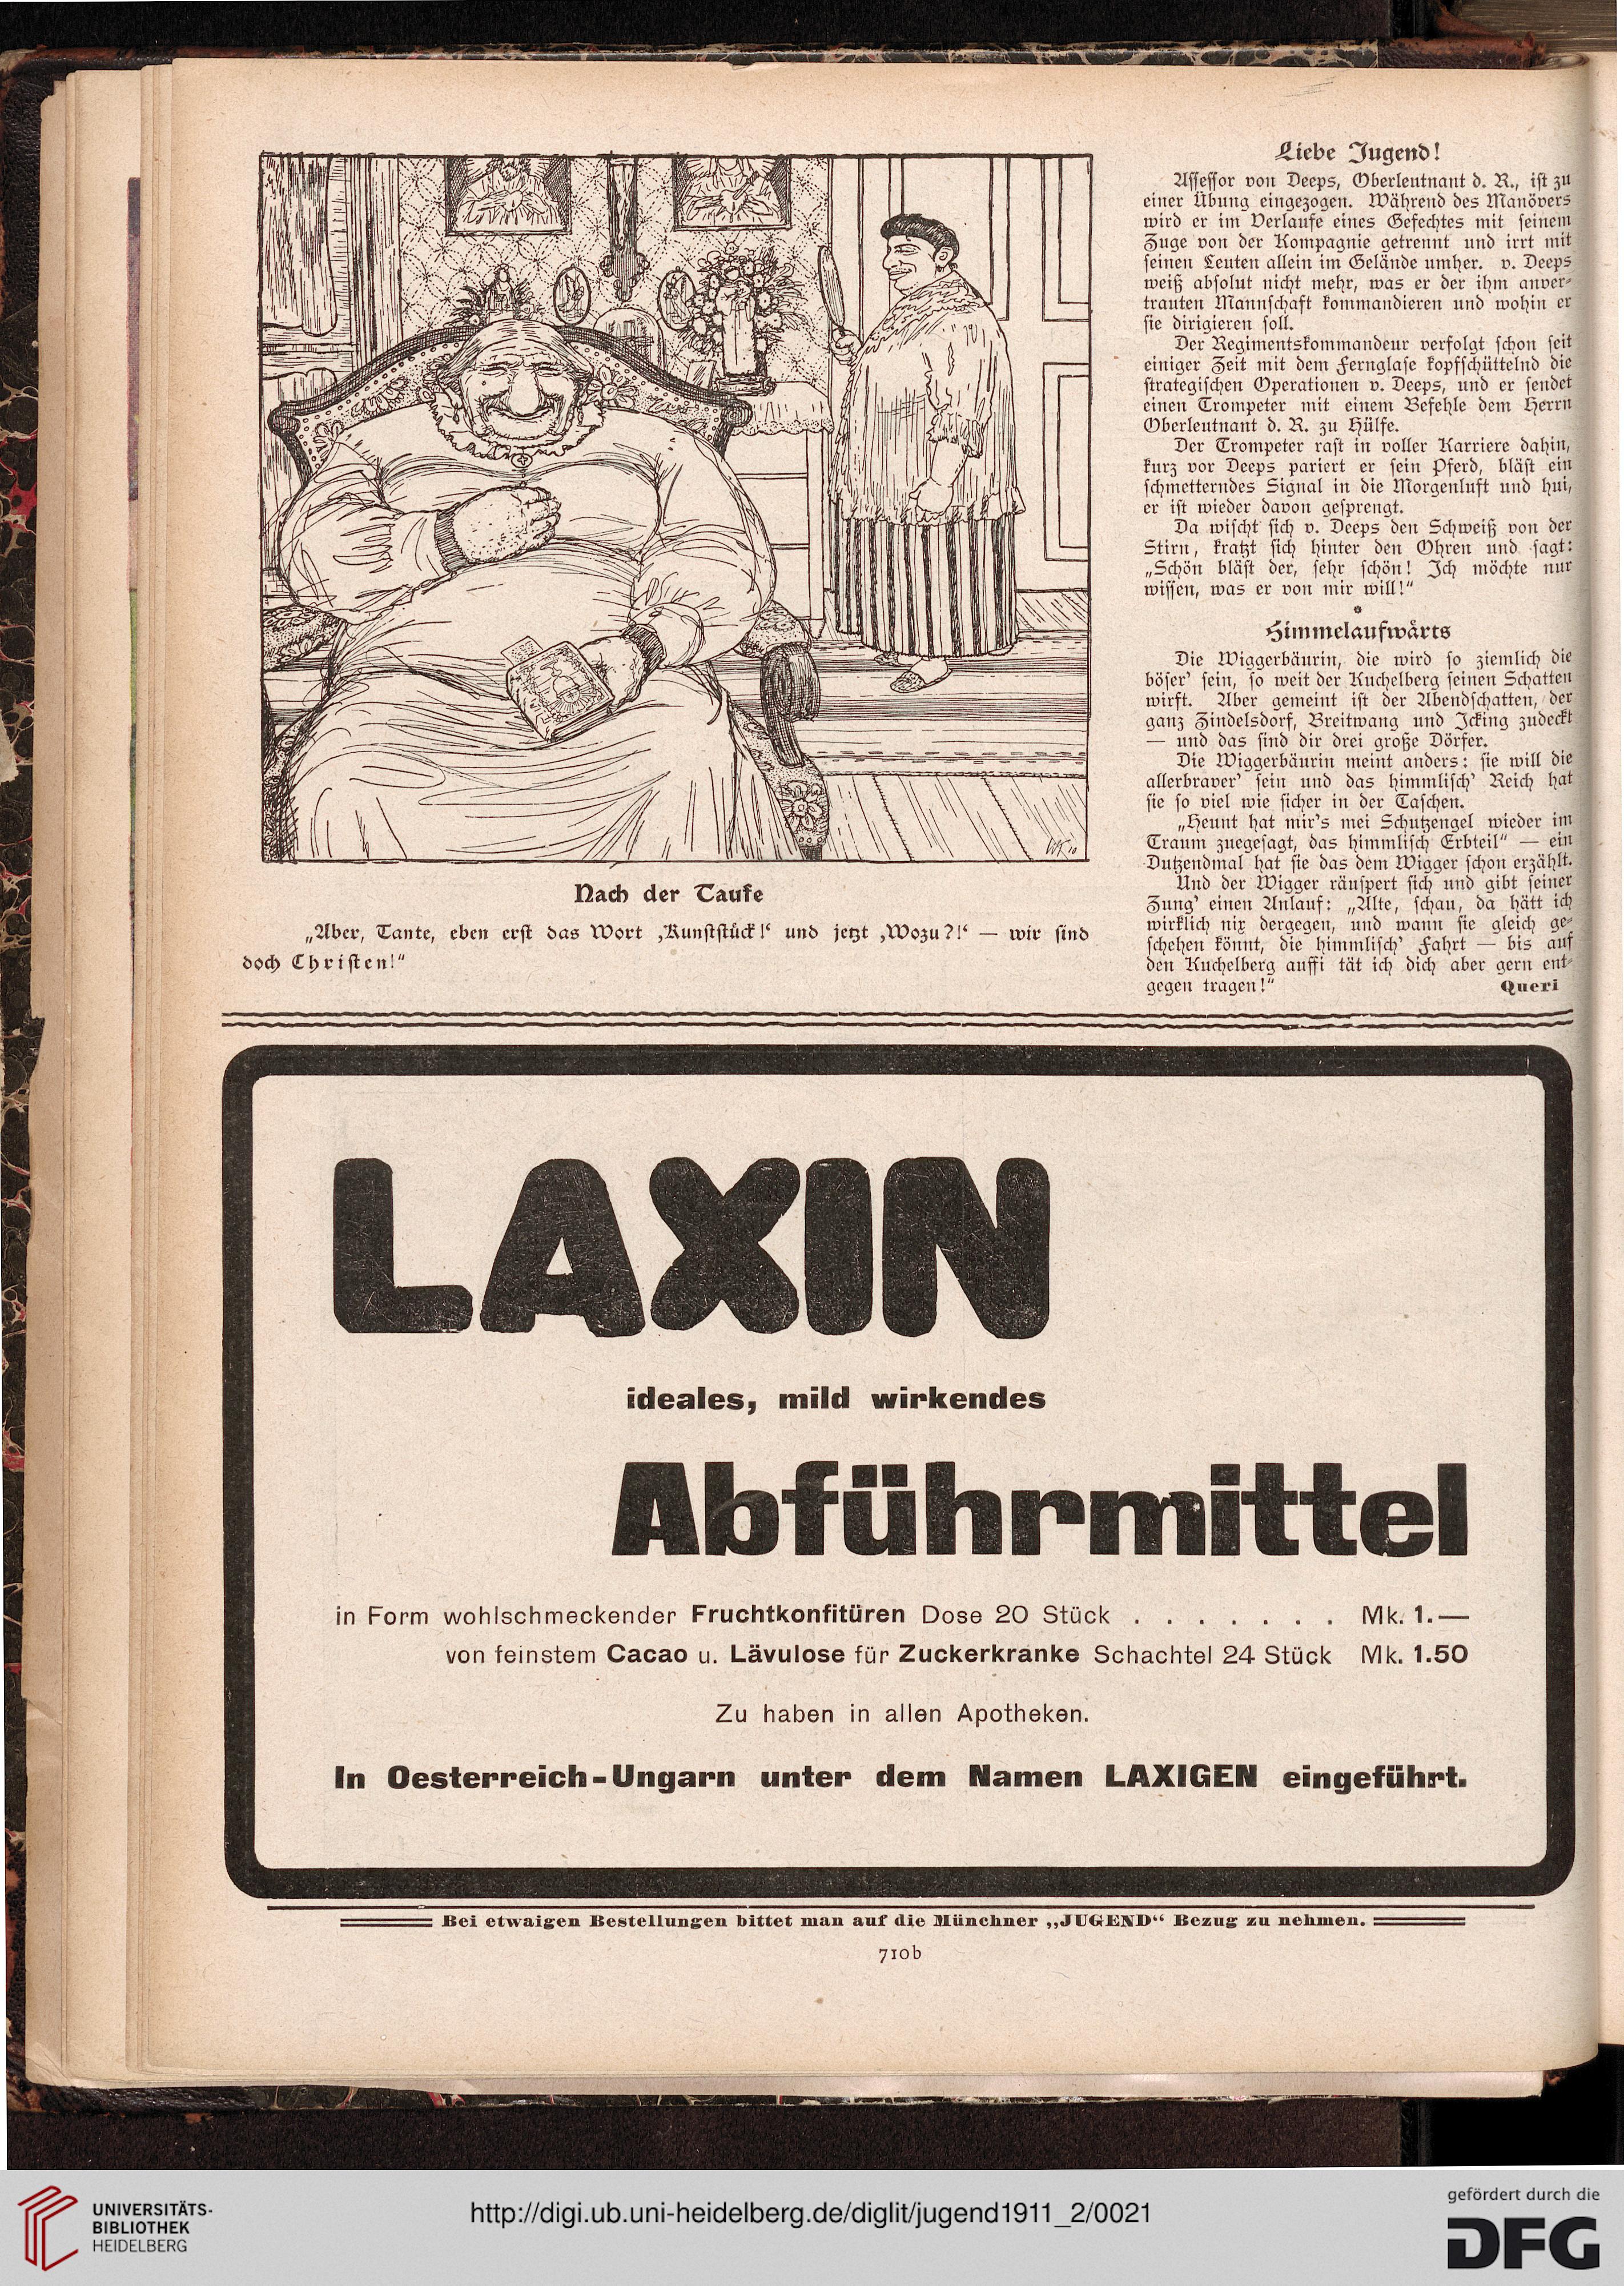 Nach der Taufe
„Aber, Tante, eben erst das Wort ‚Kunststück!‘ und jetzt ‚Wozu?!‘ — wir sind
doch Christen!“
Liebe Jugend!
Assessor von Deeps, Oberlentnant d. R., ist zu
einer Übung eingezogen. Während des Manövers
wird er im Verlaufe eines Gefechtes mit seinem
Zuge von der Kompagnie getrennt und irrt mit
seinen Leuten allein im Gelände umher. v. Deeps
weiß absolut nicht mehr, was er der ihm anver-
trauten Mannschaft kommandieren und wohin er
sie dirigieren soll.
Der Regimentskommandeur verfolgt schon seit
einiger Zeit mit dem Fernglase kopfschüttelnd die
strategischen Operationen v. Deeps, und er sendet
einen Trompeter mit einem Befehle dem Herrn
Oberleutnant d. R. zu Hülfe.
Der Trompeter rast in voller Karriere dahin,
kurz vor Deeps pariert er sein Pferd, bläst ein
schmetterndes Signal in die Morgenluft und hui,
er ist wieder davon gesprengt.
Da wischt sich v. Deeps den Schweiß von der
Stirn, kratzt sich hinter den Ohren und sagt:
„Schön bläst der, sehr schön! Ich möchte nur
wissen, was er von mir will!“
Himmelaufwärts
Die Wiggerbäurin, die wird so ziemlich die
böser’ sein, so weit der Kuchelberg seinen Schatten
wirft. Aber gemeint ist der Abendschatten, der
ganz Zindelsdorf, Breitwang und Icking zudeckt
— und das sind dir drei große Dörfer.
Die Wiggerbäurin meint anders: sie will die
allerbraver’ sein und das himmlisch’ Reich hat
sie so viel wie sicher in der Taschen.
„Heunt hat mir’s mei Schutzengel wieder im
Traum zuegesagt, das himmlisch Erbteil“ — ein
Dutzendmal hat sie das dem Wigger schon erzählt.
Und der Wigger räuspert sich und gibt seiner
Zung’ einen Anlauf: „Alte, schau, da hätt ich
wirklich nix dergegen, und wann sie gleich ge-
schehen könnt, die himmlisch’ Fahrt — bis auf
den Kuchelberg auffi tät ich dich aber gern ent-
gegen tragen!“ Queri
LAXIN
ideales, mild wirkendes
Abführmittel
in Form wohlschmeckender Fruchtkonfitüren Dose 20 Stück . . . . . . . Mk. 1.—
von feinstem Cacao u. Lävulose für Zuckerkranke Schachtel 24 Stück Mk. 1.50
Zu haben in allen Apotheken.
In Oesterreich-Ungarn unter dem Namen LAXIGEN eingeführt.
Bei etwaigen Bestellungen bittet man auf die Münchner „JUGEND“ Bezug zu nehmen.
710b
UNIVERSITÄTS-
BIBLIOTHEK
HEIDELBERG
http://digi.ub.uni-heidelberg.de/diglit/jugend1911_2/0021
gefördert durch die
DFG